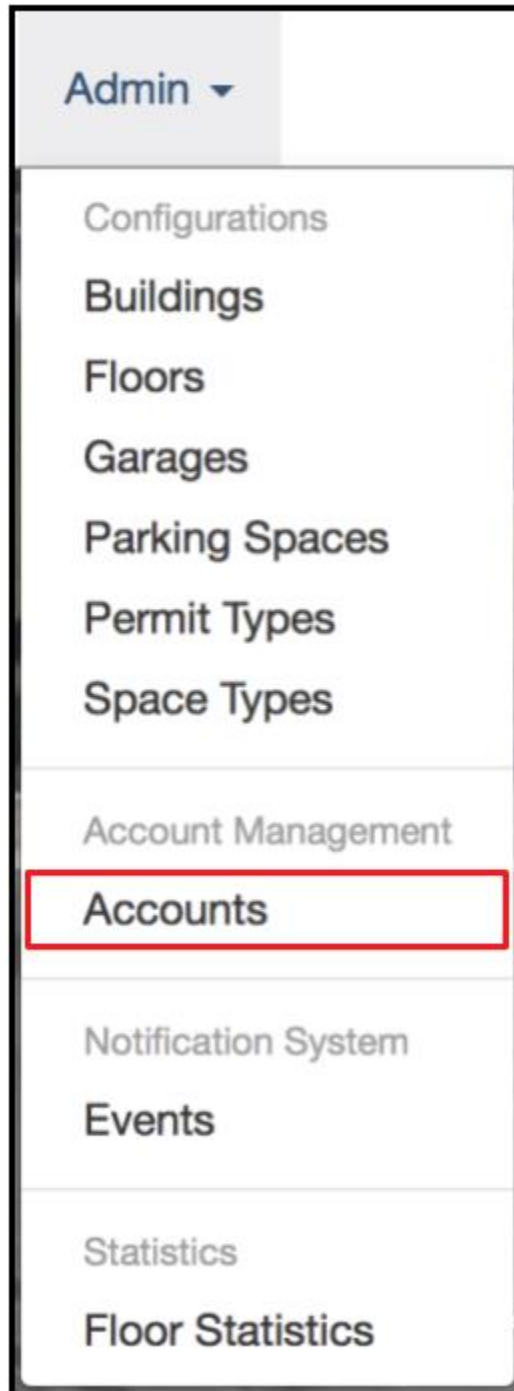 Admin
Configurations
Buildings
Floors
Garages
Parking Spaces
Permit Types
Space Types
Account Management
Accounts
Notification System
Events
Statistics
Floor Statistics